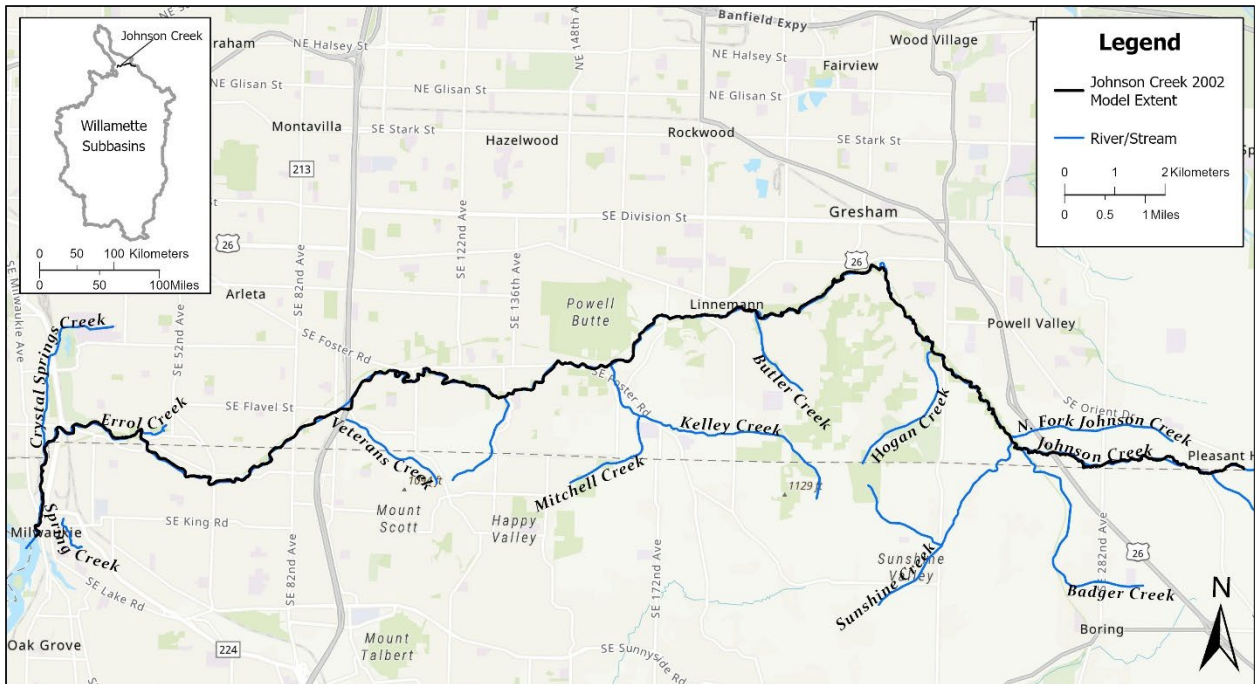 Johnson Creek
Willamette
Subbasins
0 50 100 Kilometers
0 50 100Miles
Legend
Johnson Creek 2002
Model Extent
River/Stream
0 1 2 Kilometers
0 0.5 1 Miles
Banfield Expy
Wood Village
NE Halsey St
NE 148th Ave
NE Halsey St
Fairview
NE Glisan St
NE Glisan St
Montavilla
SE Stark St
Rockwood
SE Stark St
Hazelwood
213
SE Division St
Gresham
26
SE Milwaukie Ave
SE 82nd Ave
SE 122nd Ave
SE 136th Ave
26
Arleta
Powell
Butte
Linnemann
Powell Valley
Crystal Springs Creek
SE 52nd Ave
SE Foster Rd
SE Foster Rd
Butler Creek
SE Flavel St
Errol Creek
Veterans Creek
Kelley Creek
Hogan Creek
SE Orient Dr
N. Fork Johnson Creek
Johnson Creek
Mitchell Creek
1129 ft
Mount
Scott
Happy
Valley
SE King Rd
Milwaukie
Spring Creek
SE 82nd Ave
SE 172nd Ave
Sunshine
Valley
Sunshine Creek
SE 282nd Ave
26
Badger Creek
Boring
SE Lake Rd
Oak Grove
224
Mount
Talbert
SE Sunnyside Rd
N